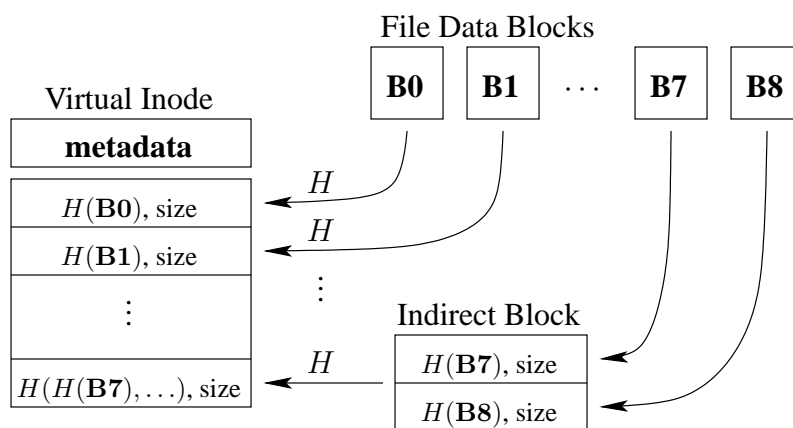 File Data Blocks
B0 B1 ··· B7 B8
Virtual Inode
metadata
H
H(B0), size
H
H(B1), size
⋮ ⋮
Indirect Block
H(B7), size
H
H(H(B7),...), size
H(B8), size